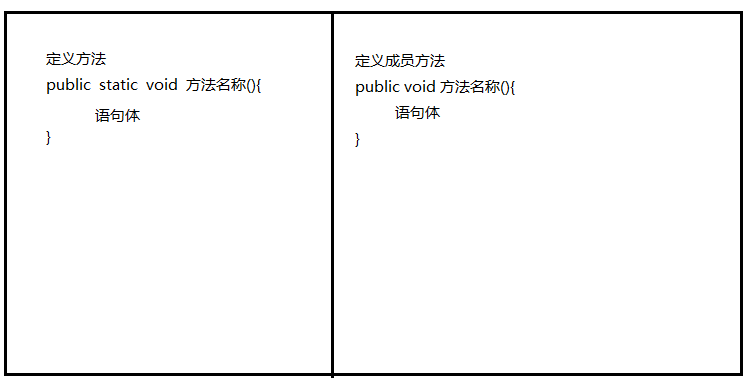 定义方法
public static void 方法名称(){
语句体
}
定义成员方法
public void 方法名称(){
语句体
}